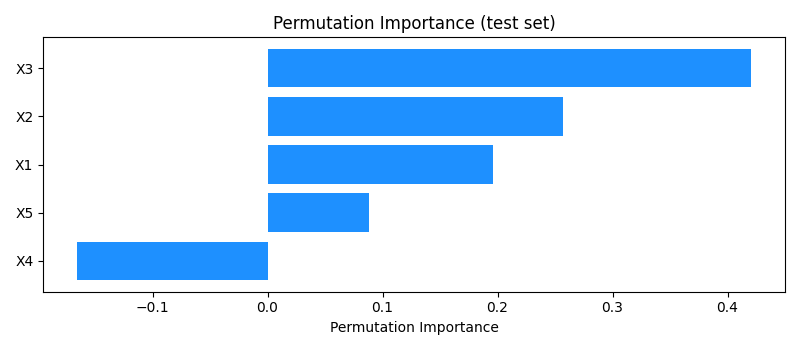 Permutation Importance (test set)
X3
X2
X1
X5
X4
−0.1 0.0 0.1 0.2 0.3 0.4
Permutation Importance